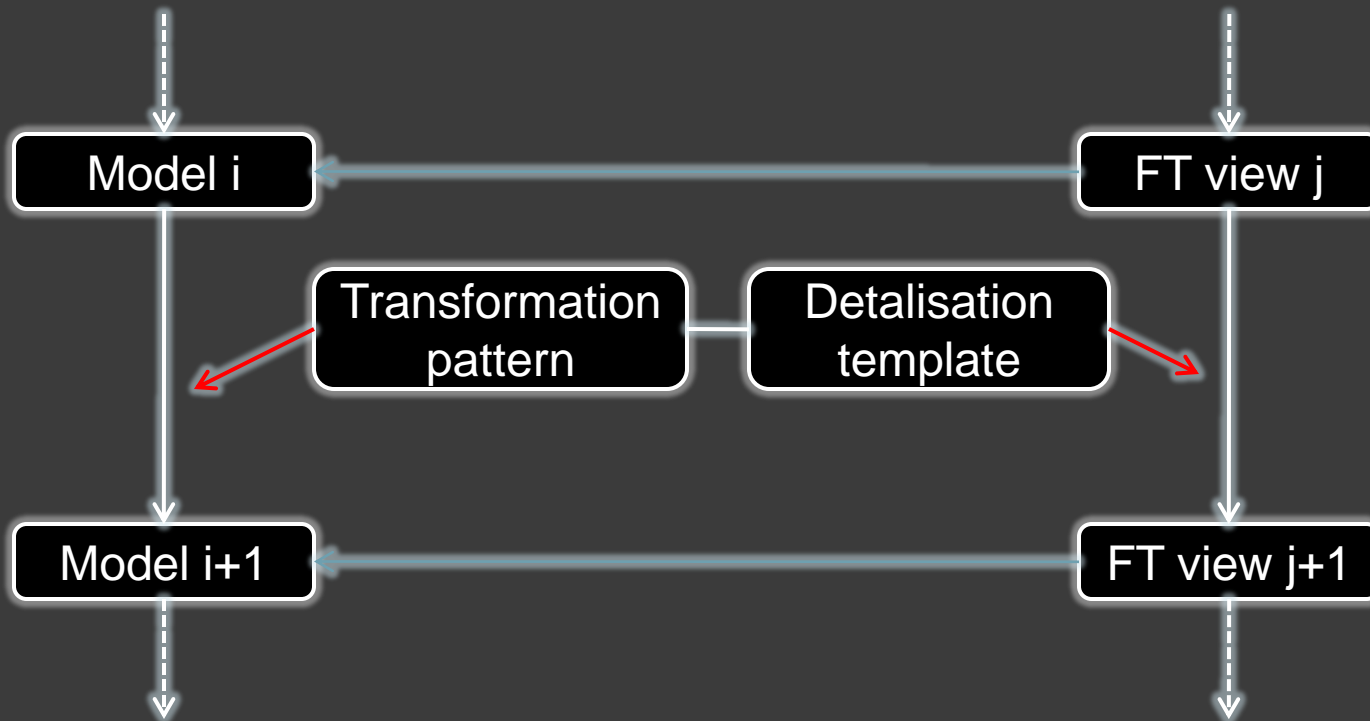 Model i
FT view j
Transformation
pattern
Detalisation
template
Model i+1
FT view j+1